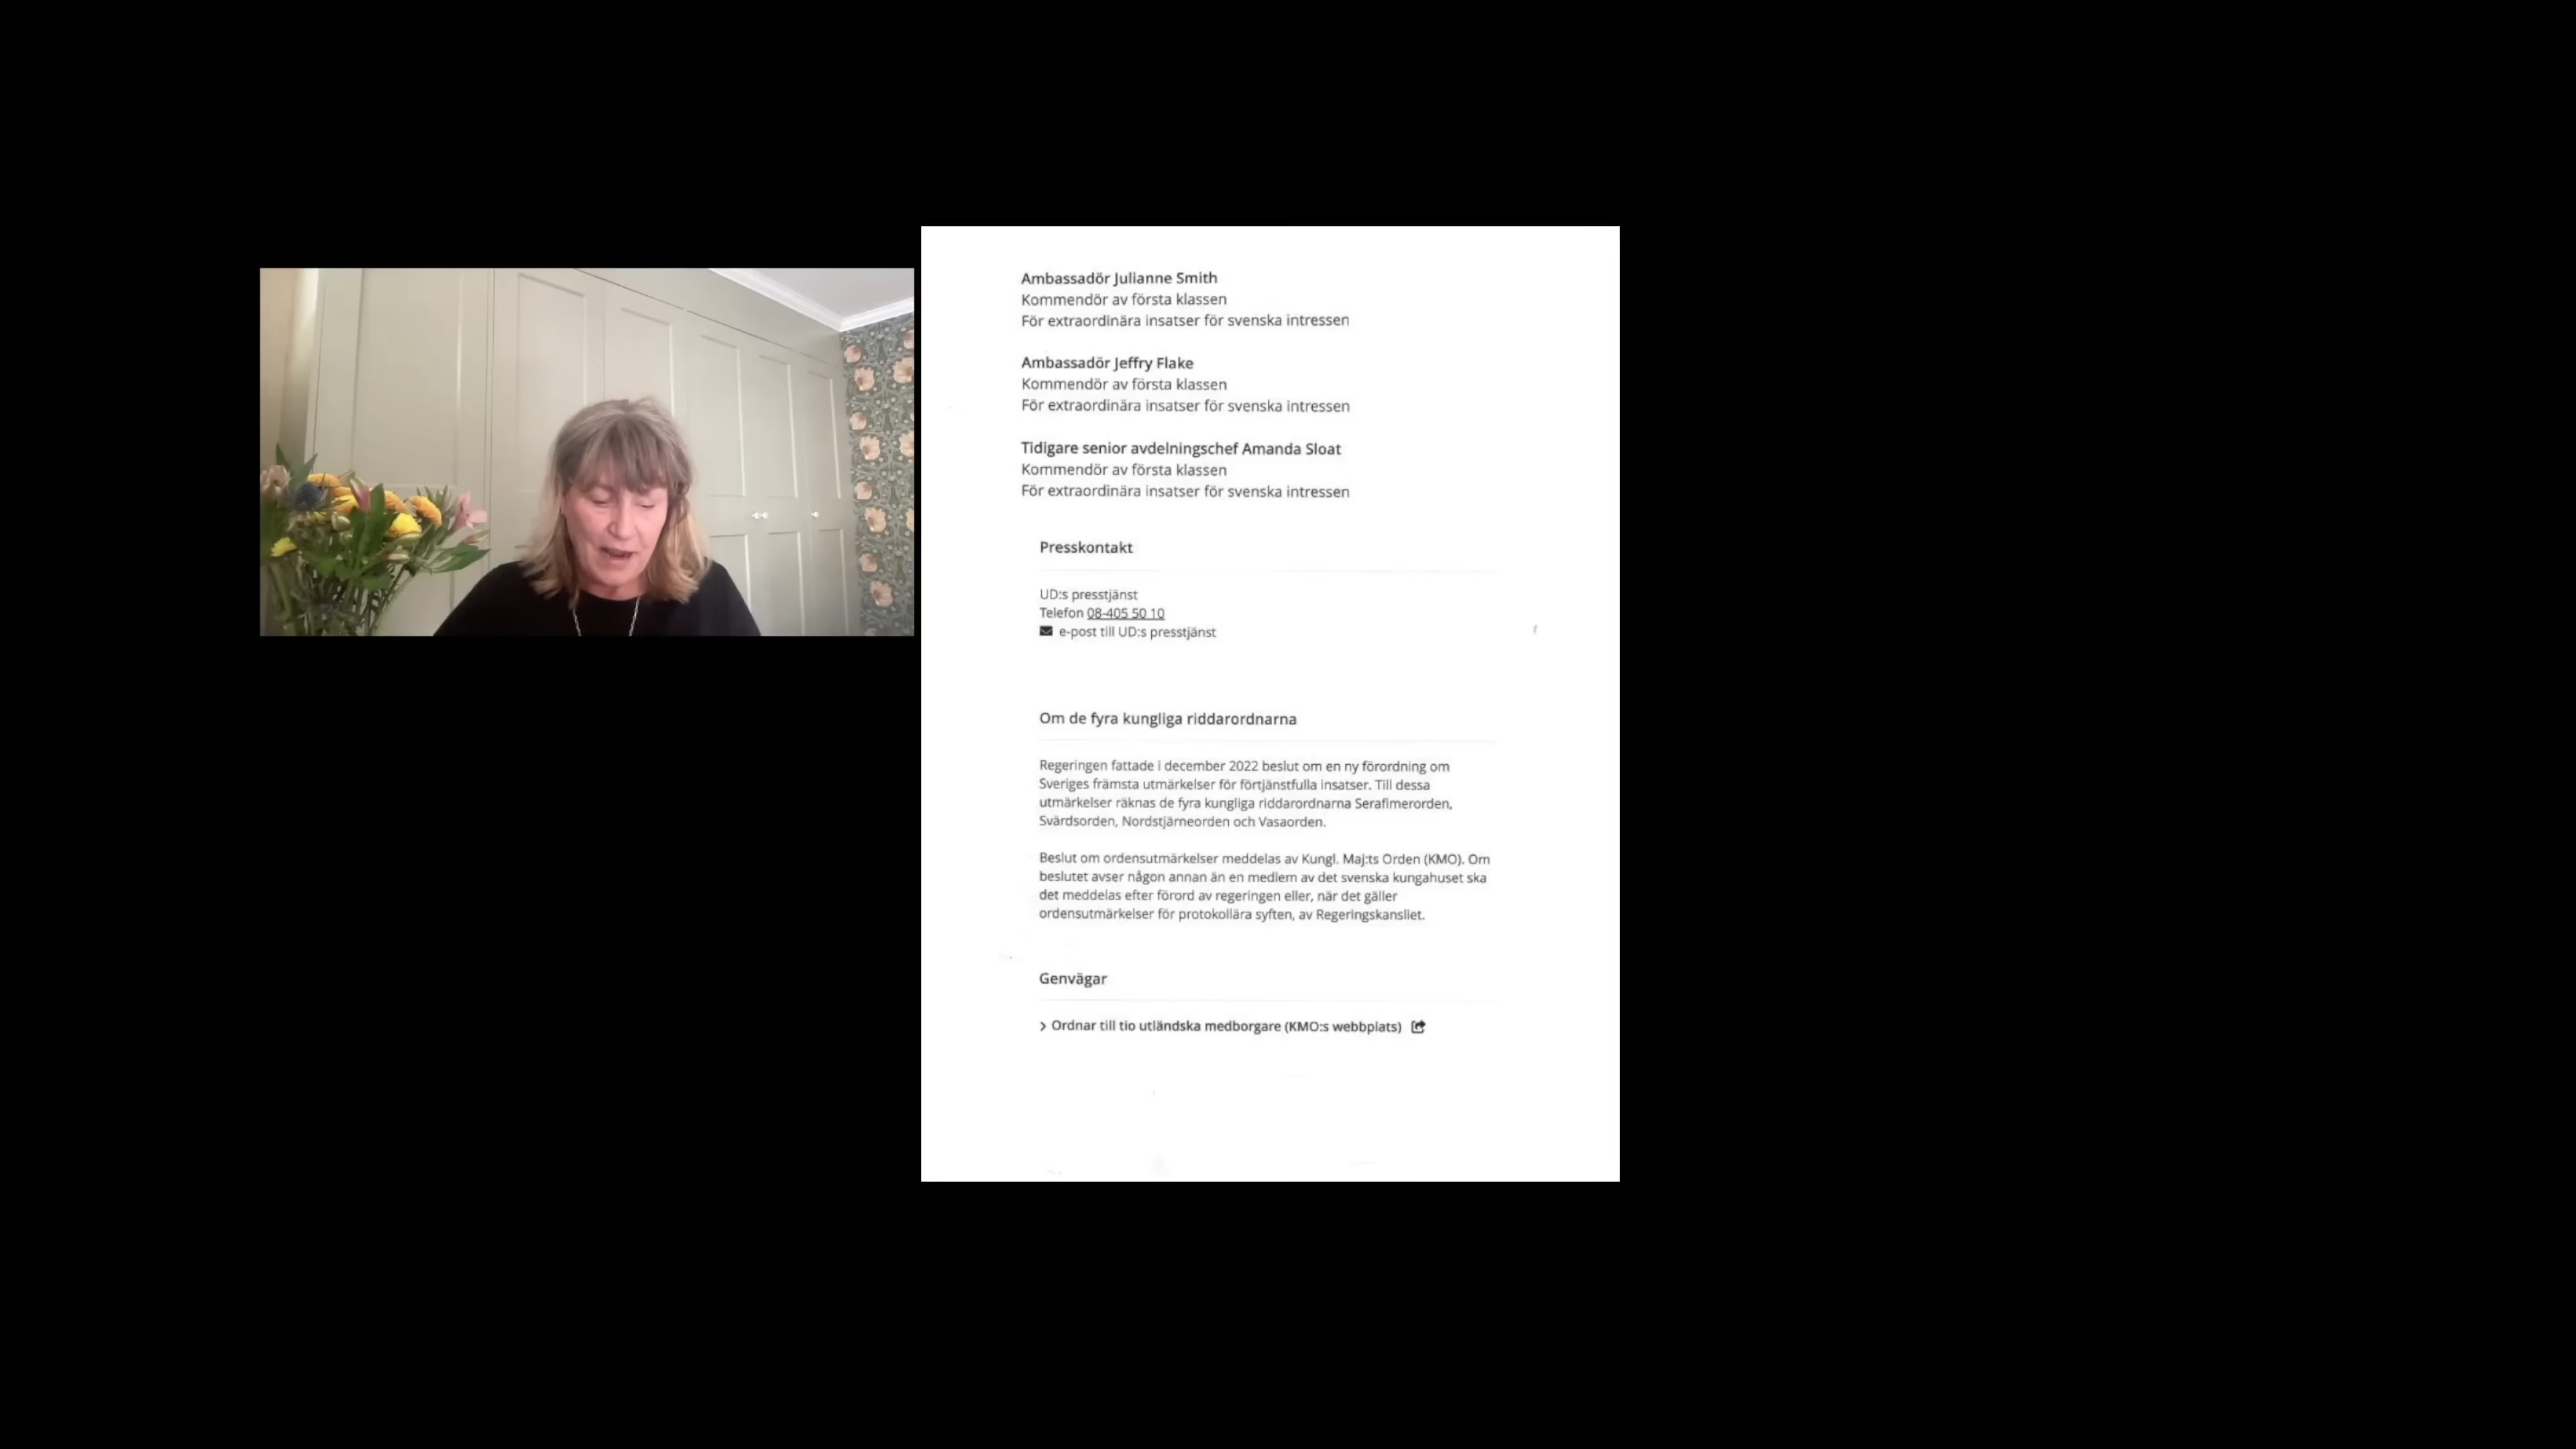 Ambassadör Julianne Smith
Kommendör av första klassen
För extraordinära insatser för svenska intressen
Ambassadör Jeffry Flake
Kommendör av första klassen
För extraordinära insatser för svenska intressen
Tidigare senior avdelningschef Amanda Sloat
Kommendör av första klassen
För extraordinära insatser för svenska intressen
Presskontakt
UD:s presstjänst
Telefon 08-405 50 10
e-post till UD:s presstjänst
Om de fyra kungliga riddarordnarna
Regeringen fattade i december 2022 beslut om en ny förordning om
Sveriges främsta utmärkelser för förtjänstfulla insatser. Till dessa
utmärkelser räknas de fyra kungliga riddarordnarna Serafimerorden,
Svärdsorden, Nordstjärneorden och Vasaorden.
Beslut om ordensutmärkelser meddelas av Kungl. Maj:ts Orden (KMO). Om
beslutet avser någon annan än en medlem av det svenska kungahuset ska
det meddelas efter förord av regeringen eller, när det gäller
ordensutmärkelser för protokollära syften, av Regeringskansliet.
Genvägar
> Ordnar till tio utländska medborgare (KMO:s webbplats)